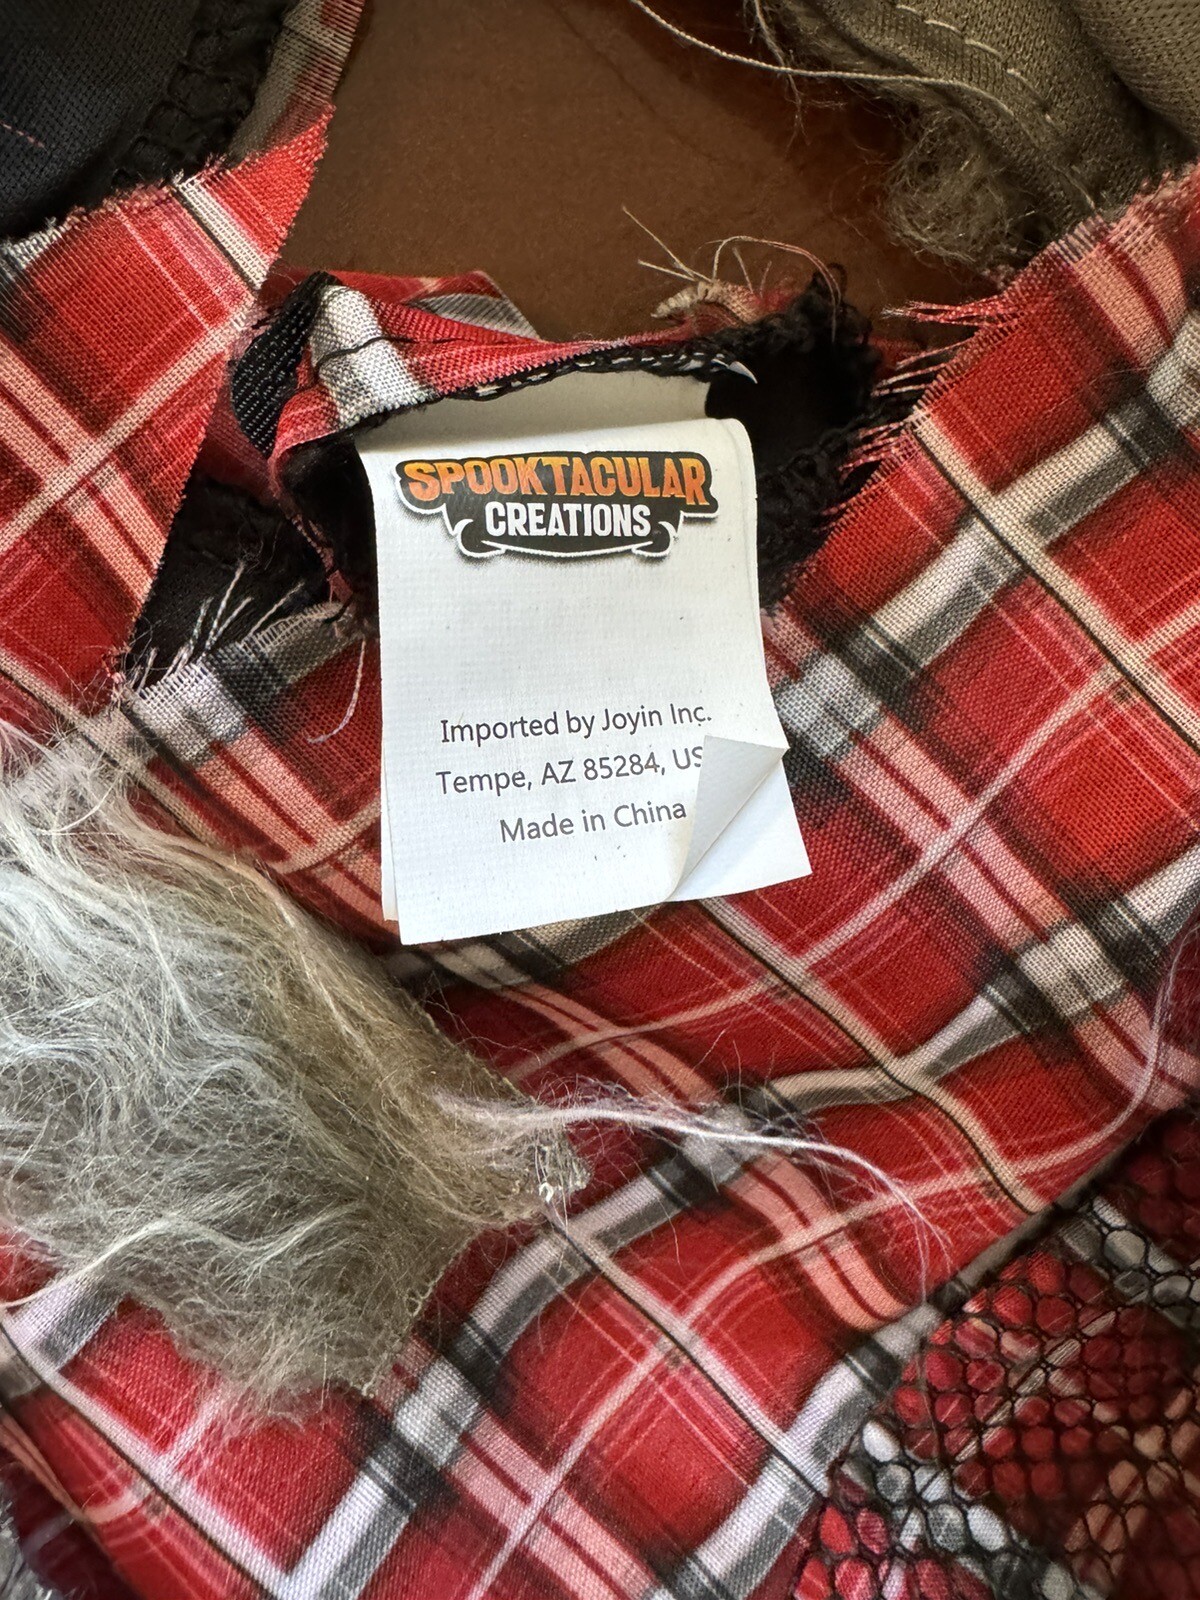 SPOOKTACULAR
CREATIONS
Imported by Joyin Inc.
Tempe, AZ 85284, US
Made in China